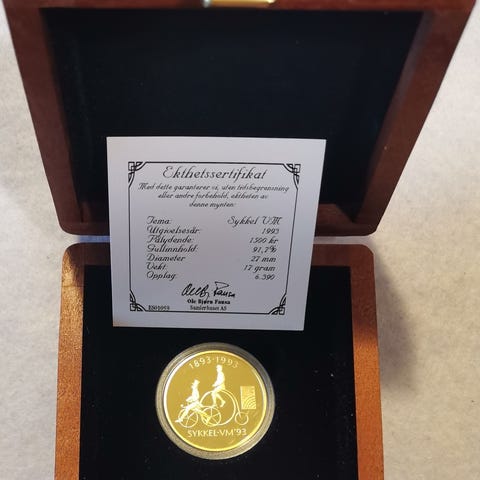 Ekthetssertifikat
Med dette garanterer vi, uten tidsbegrensning
eller andre forbehold, ektheten av
denne mynten:
Tema: Sykkel VM
Utgivelsesår: 1993
Pålydende: 1500 kr
Gullinnhold: 91,7%
Diameter 27 mm
Vekt: 17 gram
Opplag: 6.390
Ole Bjørn Fausa
Samlerhuset AS
1893·1993
SYKKEL·VM'93